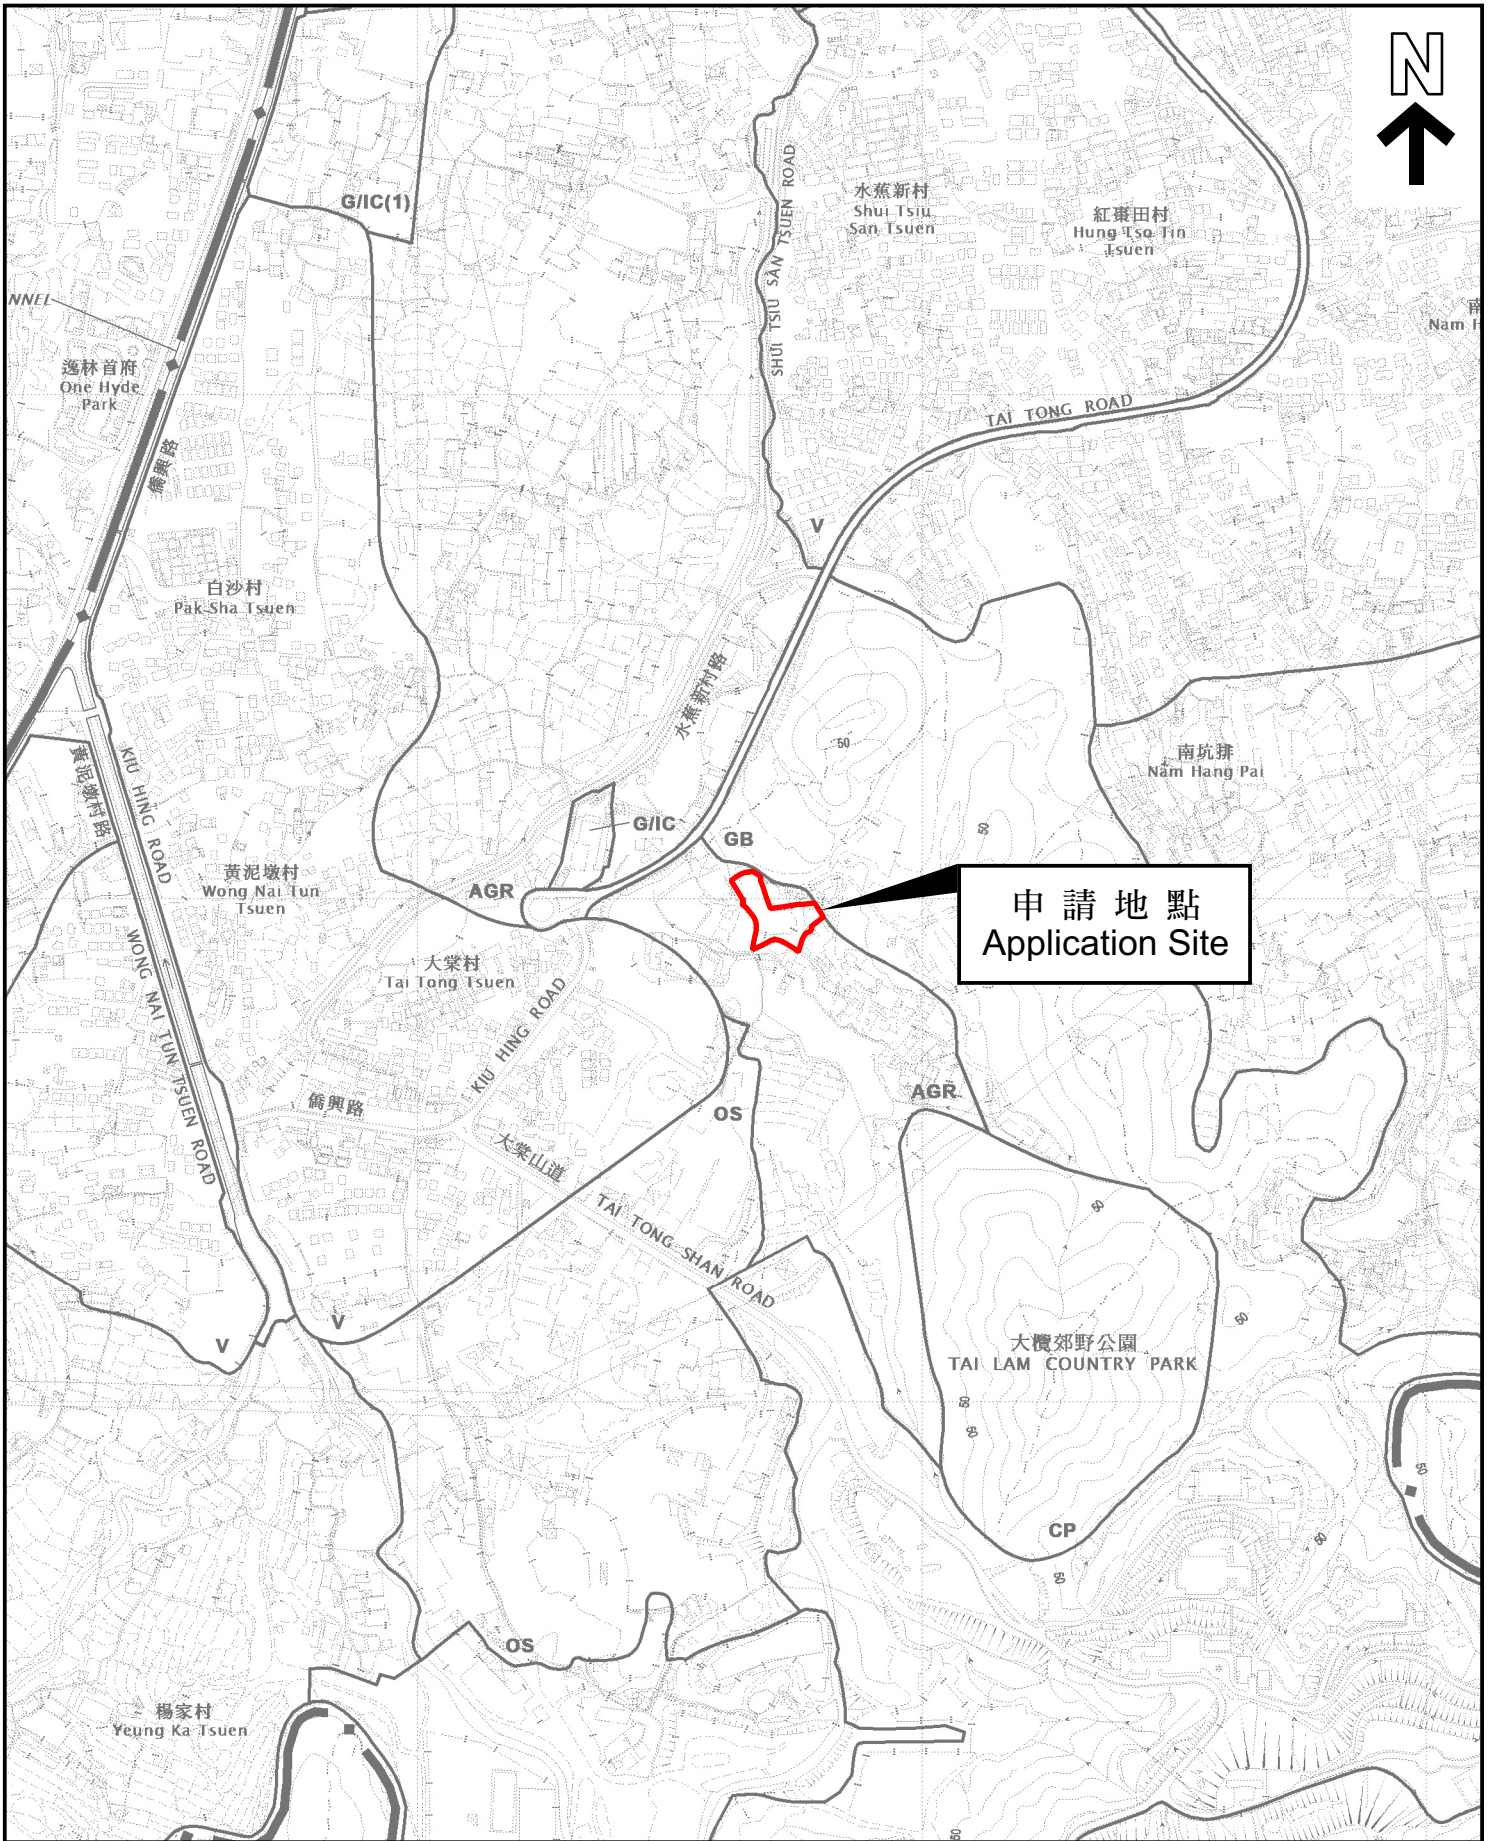 N
G/IC(1)
SHUI TSIU SAN TSUEN ROAD
水蕉新村
Shui Tsiu
San Tsuen
紅棗田村
Hung Tso Tin
Tsuen
NNEL
Nam
逸林首府
One Hyde
Park
僑興路
TAI TONG ROAD
V
白沙村
Pak Sha Tsuen
水蕉新村路
50
南坑排
Nam Hang Pai
黃泥墩村路
KIU HING ROAD
G/IC
GB
50
黃泥墩村
Wong Nai Tun
Tsuen
AGR
申請地點
Application Site
WONG NAI TUN TSUEN ROAD
大棠村
Tai Tong Tsuen
KIU HING ROAD
AGR
僑興路
OS
大棠山道
TAI TONG SHAN ROAD
50
50
V
V
大欖郊野公園
TAI LAM COUNTRY PARK
50
50
50
CP
50
50
OS
楊家村
Yeung Ka Tsuen
50